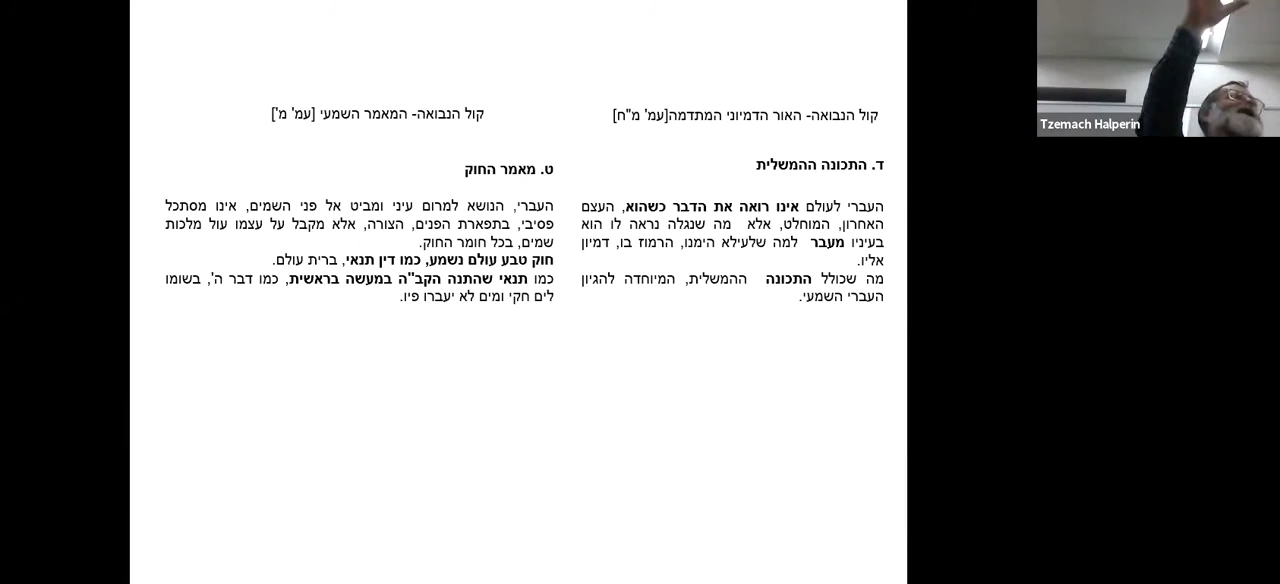 קול הנבואה- האור הדמיוני המתדמה[עמ' מ"ח]
ד. התכונה ההמשלית
העברי לעולם אינו רואה את הדבר כשהוא, העצם
האחרון, המוחלט, אלא מה שנגלה נראה לו הוא
בעיניו מעבר למה שלעילא הימנו, הרמוז בו, דמיון
אליו.
מה שכולל התכונה ההמשלית, המיוחדה להגיון
העברי השמעי.
קול הנבואה- המאמר השמעי [עמ' מ']
ט. מאמר החוק
העברי, הנושא למרום עיני ומביט אל פני השמים, אינו מסתכל
פסיבי, בתפארת הפנים, הצורה, אלא מקבל על עצמו עול מלכות
שמים, בכל חומר החוק.
חוק טבע עולם נשמע, כמו דין תנאי, ברית עולם.
כמו תנאי שהתנה הקב"ה במעשה בראשית, כמו דבר ה', בשומו
לים חקי ומים לא יעברו פיו.
Tzemach Halperin